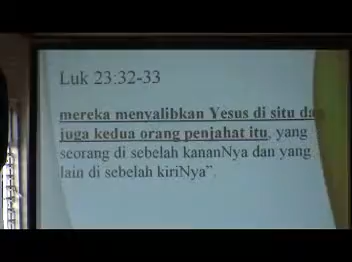 Luk 23:32-33
mereka menyalibkan Yesus di situ dan
juga kedua orang penjahat itu, yang
seorang di sebelah kananNya dan yang
lain di sebelah kiriNya”.